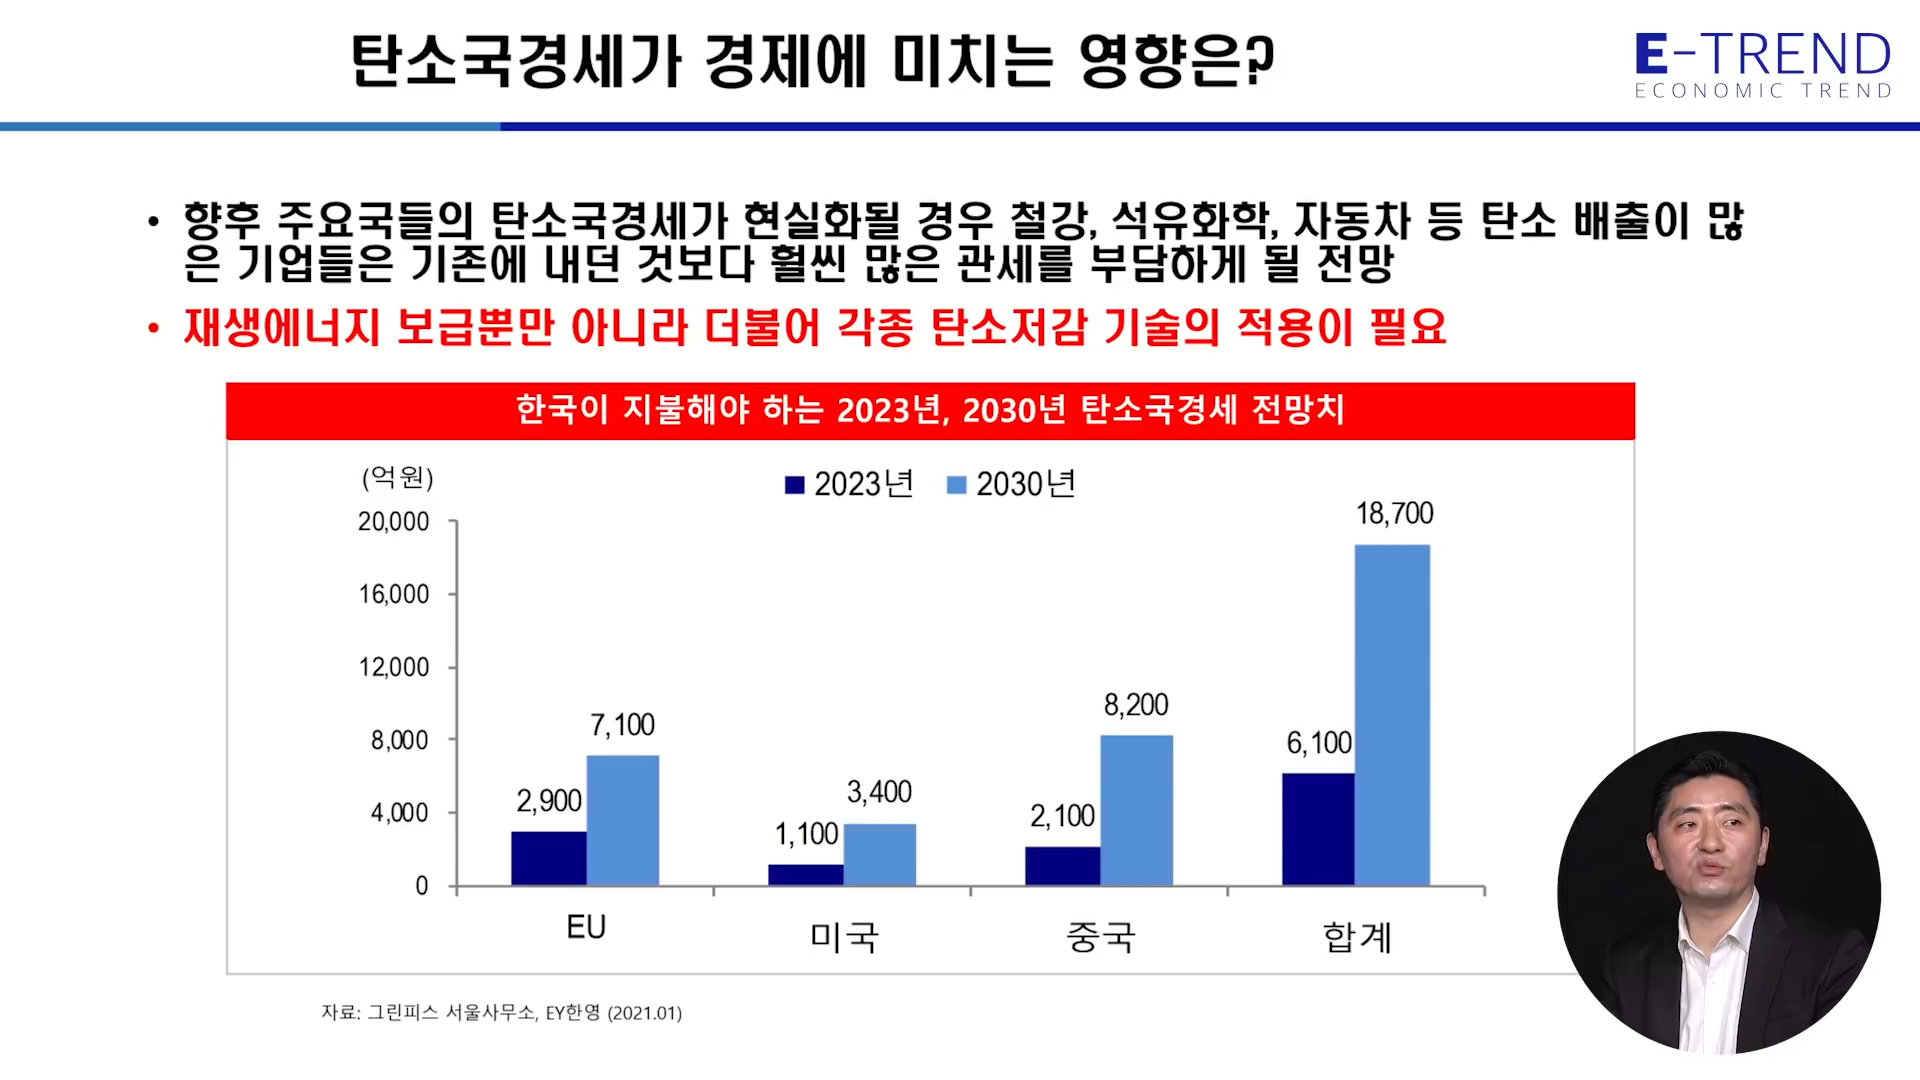 탄소국경세가 경제에 미치는 영향은?
E-TREND
ECONOMIC TREND
• 향후 주요국들의 탄소국경세가 현실화될 경우 철강, 석유화학, 자동차 등 탄소 배출이 많
은 기업들은 기존에 내던 것보다 훨씬 많은 관세를 부담하게 될 전망
• 재생에너지 보급뿐만 아니라 더불어 각종 탄소저감 기술의 적용이 필요
한국이 지불해야 하는 2023년, 2030년 탄소국경세 전망치
(억원)
2023년 2030년
20,000
16,000
12,000
8,000
4,000
0
2,900
7,100
1,100
3,400
2,100
8,200
6,100
18,700
EU
미국
중국
합계
자료: 그린피스 서울사무소, EY한영 (2021.01)